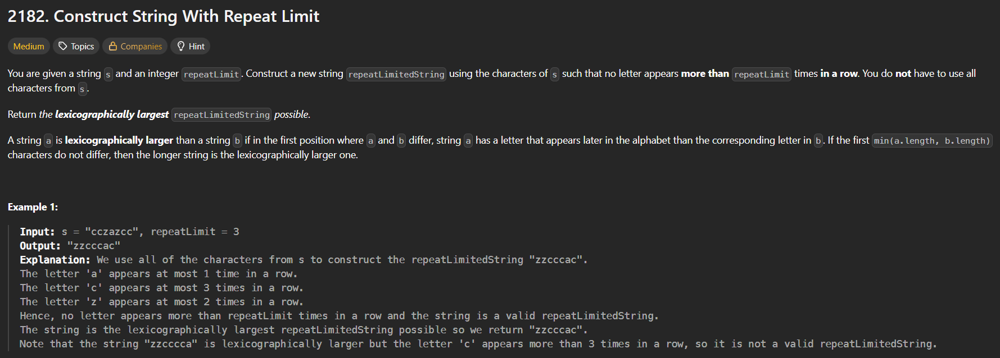 2182. Construct String With Repeat Limit
Medium Topics Companies Hint
You are given a string s and an integer repeatLimit. Construct a new string repeatLimitedString using the characters of s such that no letter appears more than repeatLimit times in a row. You do not have to use all
characters from s.
Return the lexicographically largest repeatLimitedString possible.
A string a is lexicographically larger than a string b if in the first position where a and b differ, string a has a letter that appears later in the alphabet than the corresponding letter in b. If the first min(a.length, b.length)
characters do not differ, then the longer string is the lexicographically larger one.
Example 1:
Input: s = "cczazcc", repeatLimit = 3
Output: "zzcccac"
Explanation: We use all of the characters from s to construct the repeatLimitedString "zzcccac".
The letter 'a' appears at most 1 time in a row.
The letter 'c' appears at most 3 times in a row.
The letter 'z' appears at most 2 times in a row.
Hence, no letter appears more than repeatLimit times in a row and the string is a valid repeatLimitedString.
The string is the lexicographically largest repeatLimitedString possible so we return "zzcccac".
Note that the string "zzcccca" is lexicographically larger but the letter 'c' appears more than 3 times in a row, so it is not a valid repeatLimitedString.